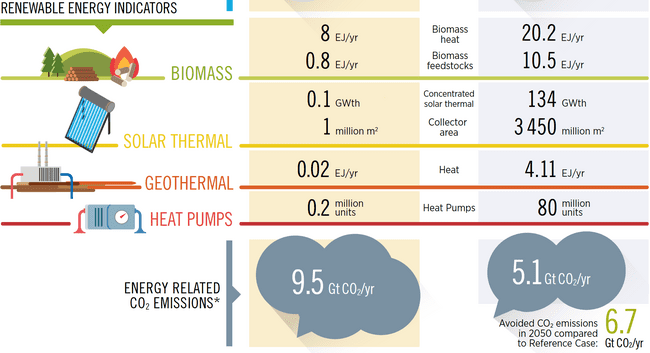 RENEWABLE ENERGY INDICATORS
8 EJ/yr Biomass heat 20.2 EJ/yr
0.8 EJ/yr Biomass feedstocks 10.5 EJ/yr
BIOMASS
0.1 GWth Concentrated solar thermal 134 GWth
1 million m² Collector area 3 450 million m²
SOLAR THERMAL
0.02 EJ/yr Heat 4.11 EJ/yr
GEOTHERMAL
0.2 million units Heat Pumps 80 million units
HEAT PUMPS
ENERGY RELATED
CO₂ EMISSIONS*
9.5 Gt CO₂/yr
5.1 Gt CO₂/yr
Avoided CO₂ emissions
in 2050 compared
to Reference Case:
6.7
Gt CO₂/yr